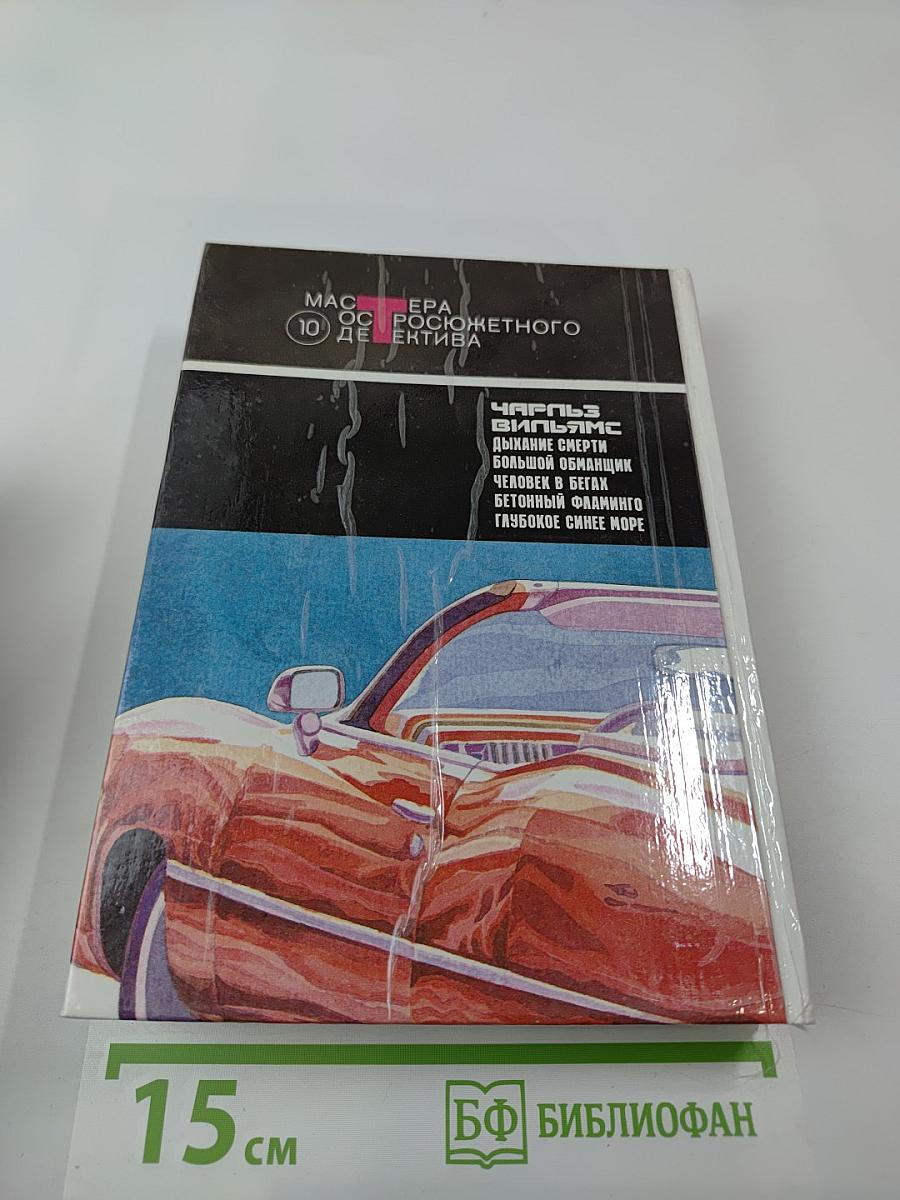 МАСТЕРА
10 ОСТРОСЮЖЕТНОГО
ДЕТЕКТИВА
ЧАРЛЬЗ
ВИЛЬЯМС
ДЫХАНИЕ СМЕРТИ
БОЛЬШОЙ ОБМАНЩИК
ЧЕЛОВЕК В БЕГАХ
БЕТОННЫЙ ФЛАМИНГО
ГЛУБОКОЕ СИНЕЕ МОРЕ
15 см
БФ БИБЛИОФАН